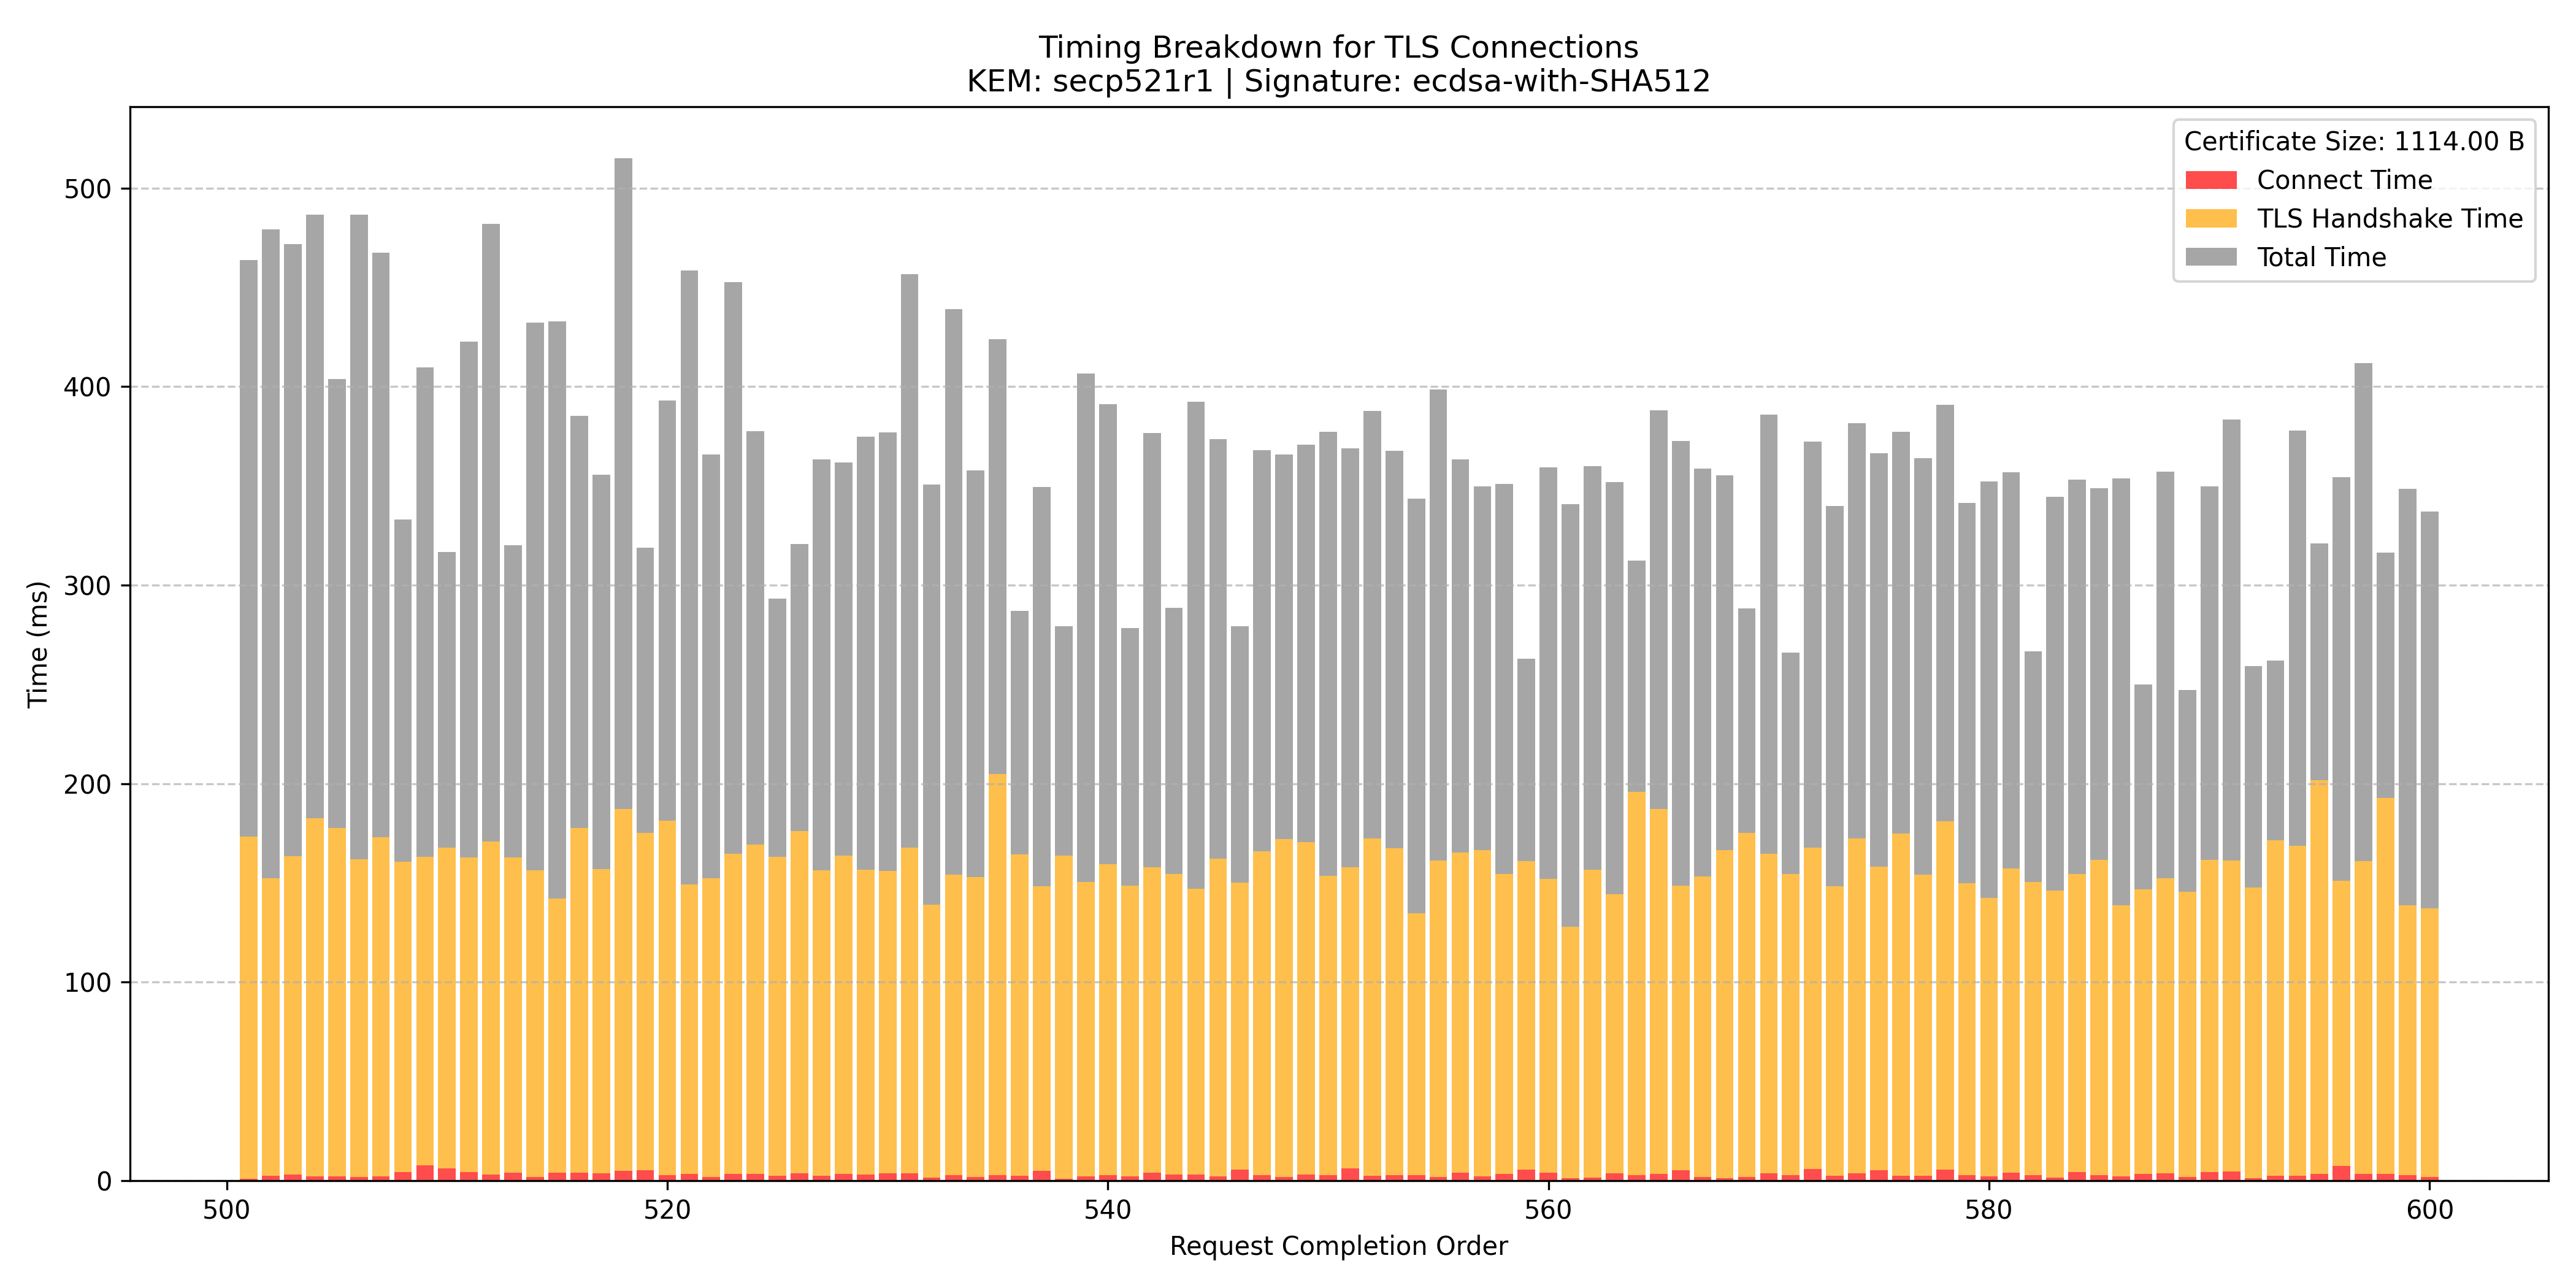 Timing Breakdown for TLS Connections
KEM: secp521r1 | Signature: ecdsa-with-SHA512
Certificate Size: 1114.00 B
Connect Time
TLS Handshake Time
Total Time
Time (ms)
500
400
300
200
100
0
500 520 540 560 580 600
Request Completion Order